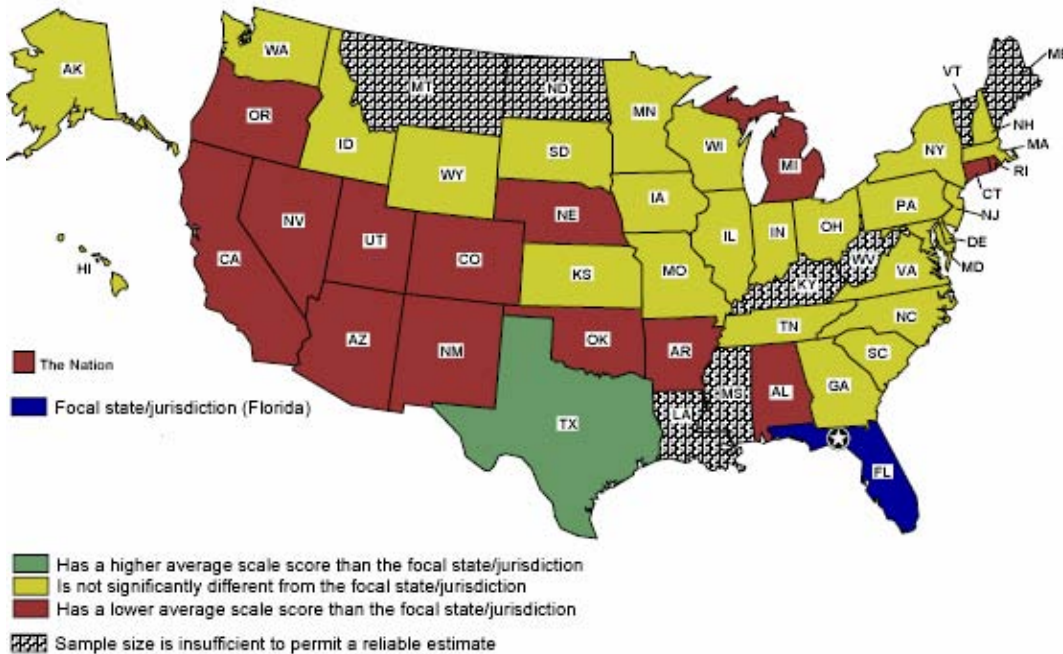 AK
WA
MT
ND
MN
VT
ME
OR
ID
WY
SD
WI
MI
NY
NH
MA
RI
CT
NJ
PA
DE
MD
NE
IA
IL
IN
OH
NV
UT
CO
KS
MO
WV
KY
VA
CA
HI
AZ
NM
OK
AR
TN
NC
SC
TX
LA
MS
AL
GA
FL
The Nation
Focal state/jurisdiction (Florida)
Has a higher average scale score than the focal state/jurisdiction
Is not significantly different from the focal state/jurisdiction
Has a lower average scale score than the focal state/jurisdiction
Sample size is insufficient to permit a reliable estimate